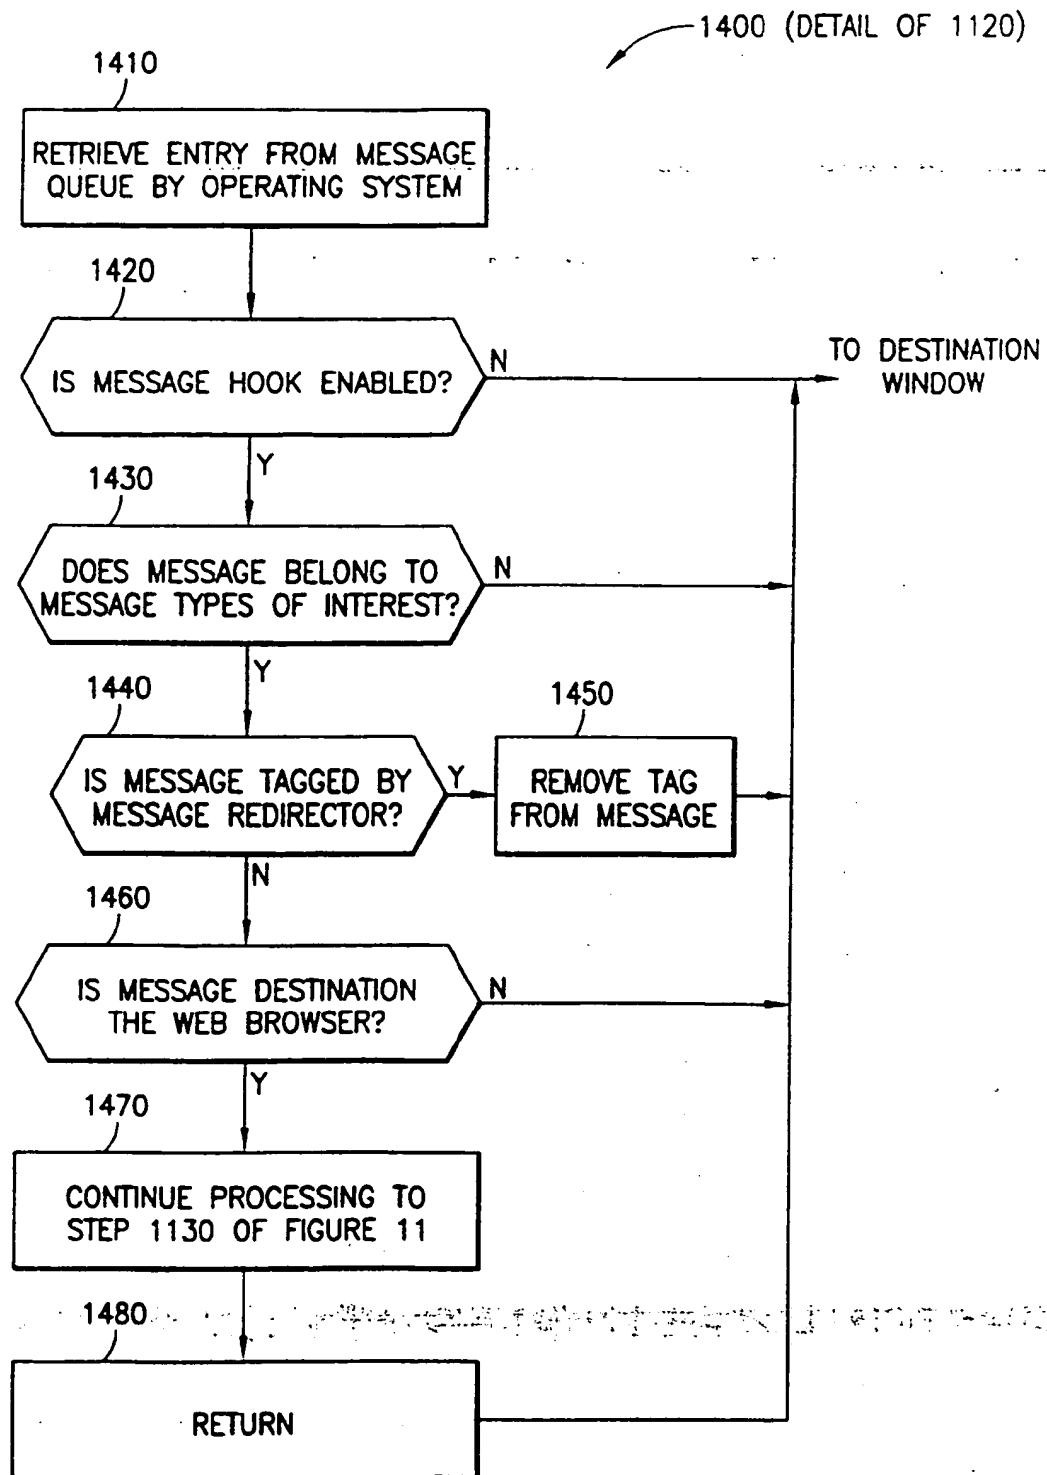 1400 (DETAIL OF 1120)
1410
RETRIEVE ENTRY FROM MESSAGE
QUEUE BY OPERATING SYSTEM
1420
IS MESSAGE HOOK ENABLED?
N
TO DESTINATION
WINDOW
Y
1430
DOES MESSAGE BELONG TO
MESSAGE TYPES OF INTEREST?
N
Y
1440
IS MESSAGE TAGGED BY
MESSAGE REDIRECTOR?
Y
1450
REMOVE TAG
FROM MESSAGE
N
1460
IS MESSAGE DESTINATION
THE WEB BROWSER?
N
Y
1470
CONTINUE PROCESSING TO
STEP 1130 OF FIGURE 11
1480
RETURN